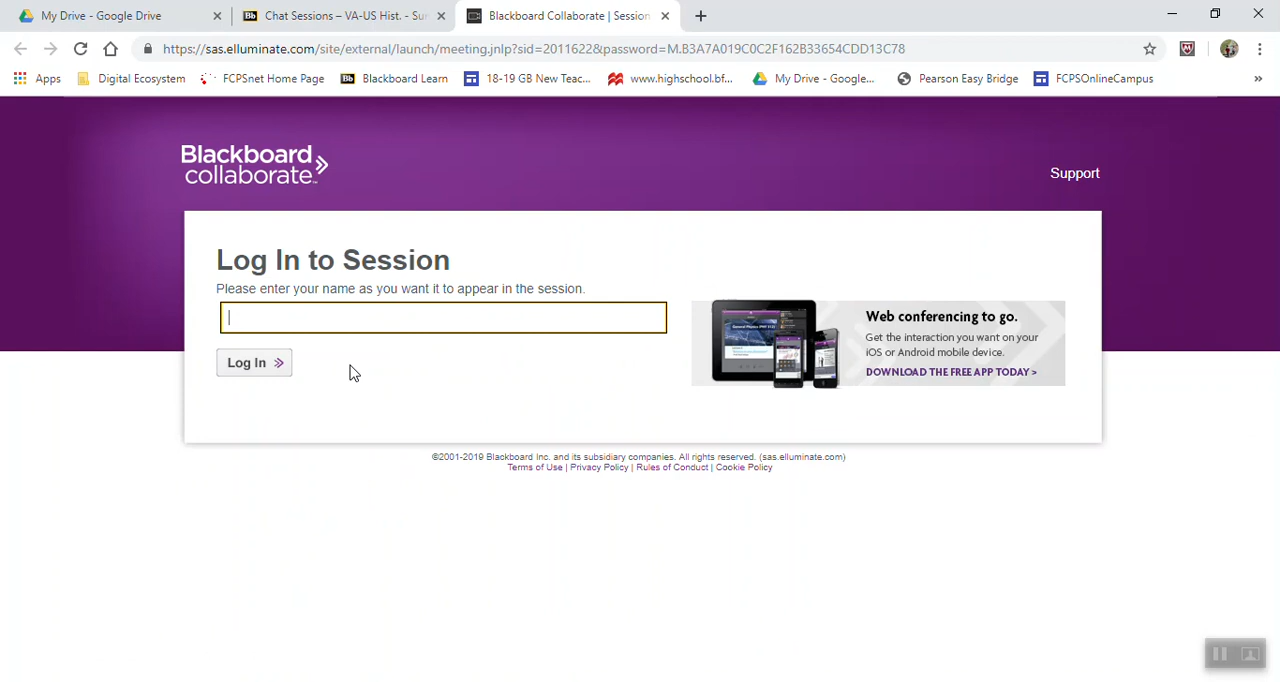 My Drive - Google Drive
Bb Chat Sessions – VA-US Hist. - Sur
Blackboard Collaborate | Session
https://sas.elluminate.com/site/external/launch/meeting.jnlp?sid=2011622&password=M.B3A7A019C0C2F162B33654CDD13C78
Apps Digital Ecosystem FCPSnet Home Page Bb Blackboard Learn 18-19 GB New Teac... www.highschool.bf... My Drive - Google... Pearson Easy Bridge FCPSOnlineCampus »
Blackboard
collaborate™
Support
Log In to Session
Please enter your name as you want it to appear in the session.
Log In
Web conferencing to go.
Get the interaction you want on your
iOS or Android mobile device.
DOWNLOAD THE FREE APP TODAY >
©2001-2019 Blackboard Inc. and its subsidiary companies. All rights reserved. (sas.elluminate.com)
Terms of Use | Privacy Policy | Rules of Conduct | Cookie Policy